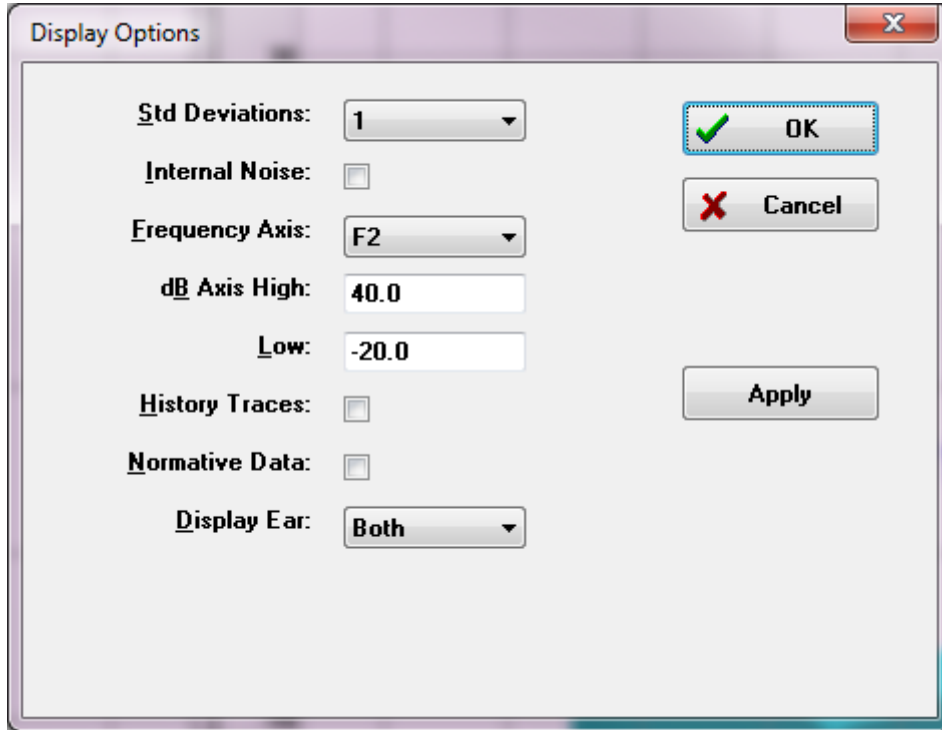 Display Options
Std Deviations: 1
OK
Internal Noise:
Cancel
Frequency Axis: F2
dB Axis High: 40.0
Low: -20.0
Apply
History Traces:
Normative Data:
Display Ear: Both